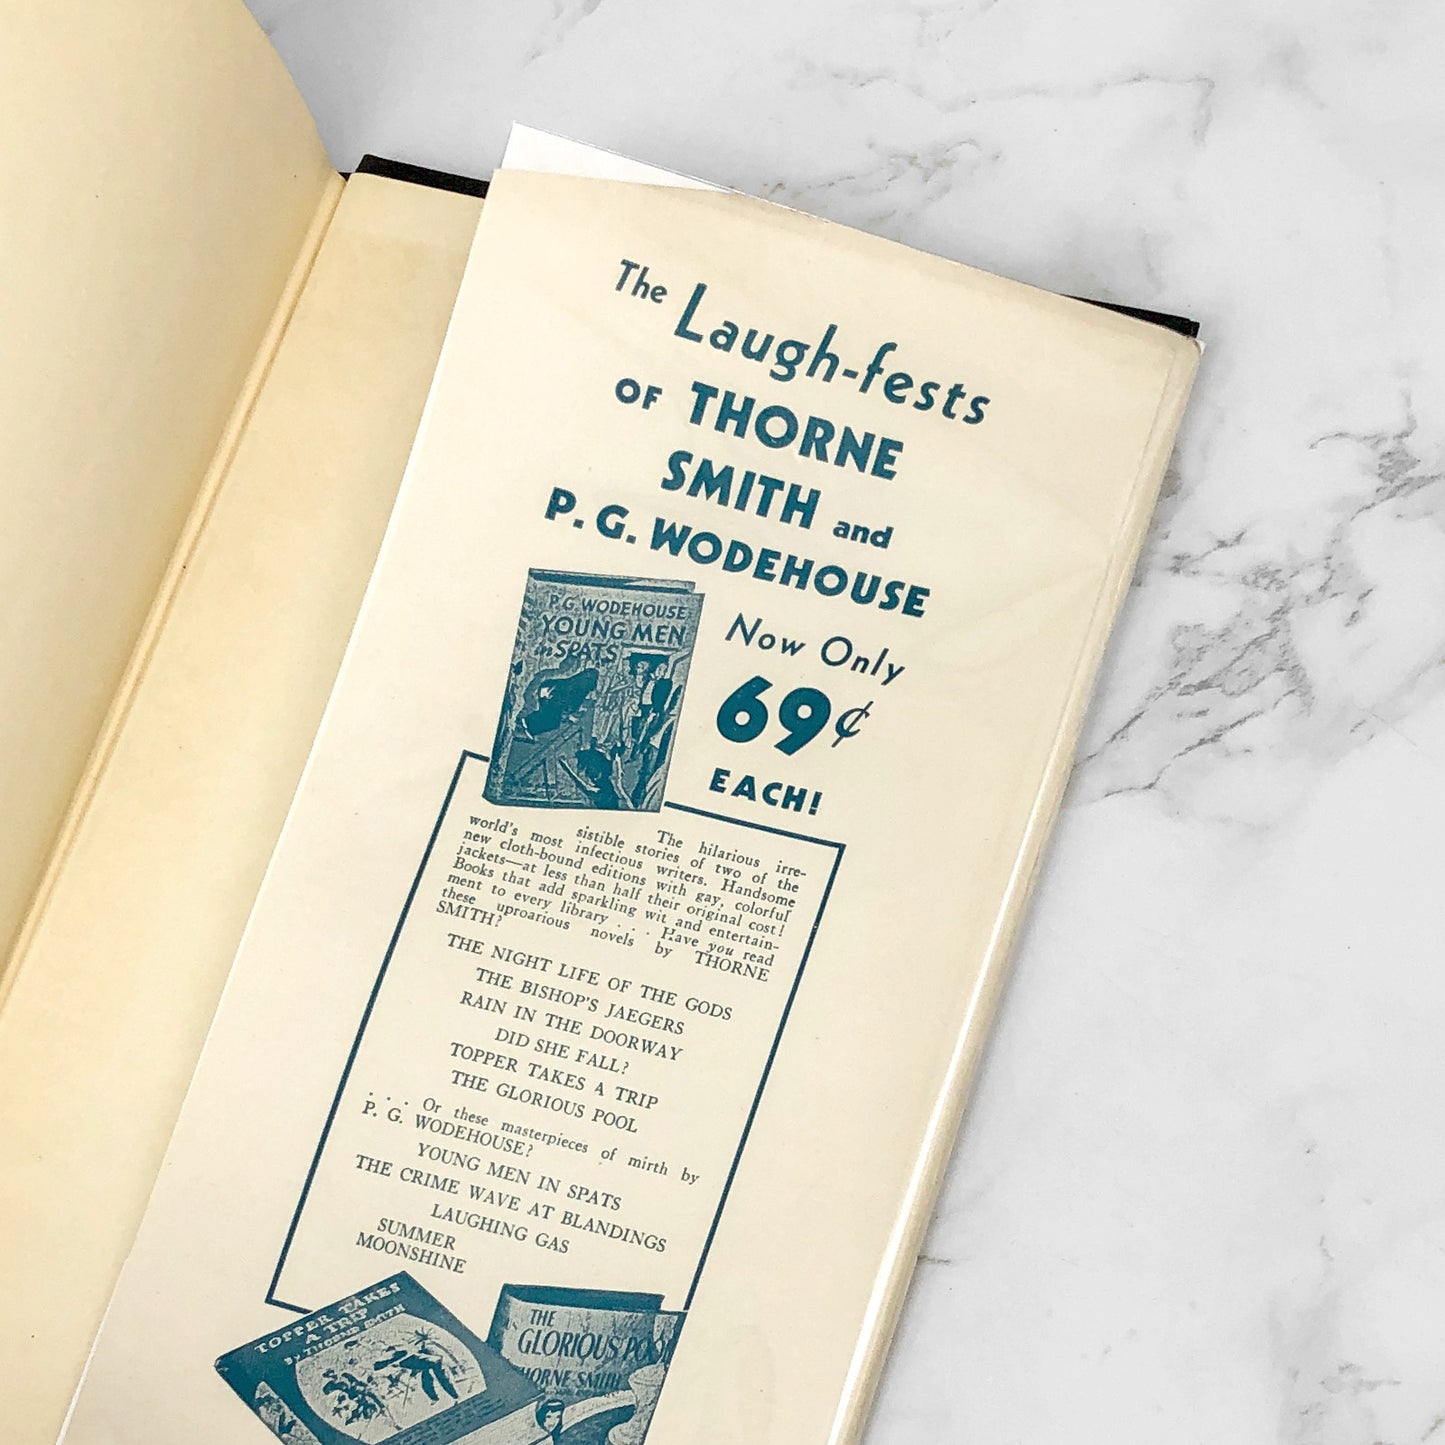 The Laugh-fests
OF THORNE
SMITH and
P. G. WODEHOUSE
P.G. WODEHOUSE
YOUNG MEN
in SPATS
Now Only
69¢
EACH!
The hilarious irre-
sistible stories of two of the
world's most infectious writers. Handsome
new cloth-bound editions with gay, colorful
jackets—at less than half their original cost!
Books that add sparkling wit and entertain-
ment to every library . . . Have you read
these uproarious novels by THORNE
SMITH?
THE NIGHT LIFE OF THE GODS
THE BISHOP'S JAEGERS
RAIN IN THE DOORWAY
DID SHE FALL?
TOPPER TAKES A TRIP
THE GLORIOUS POOL
. . . Or these masterpieces of mirth by
P. G. WODEHOUSE?
YOUNG MEN IN SPATS
THE CRIME WAVE AT BLANDINGS
LAUGHING GAS
SUMMER
MOONSHINE
TOPPER TAKES
A TRIP
BY THORNE SMITH
THE
GLORIOUS POOL
THORNE SMITH